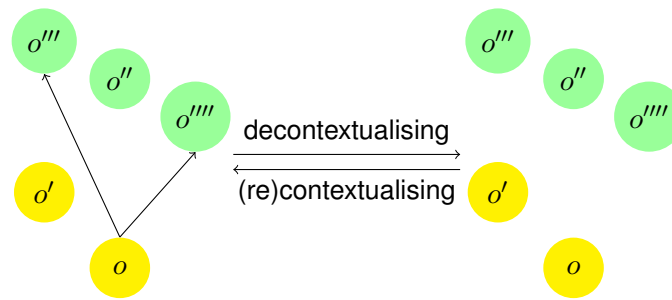 o′′′ o′′ o′′′′
o′ o
decontextualising
(re)contextualising
o′′′ o′′ o′′′′
o′ o